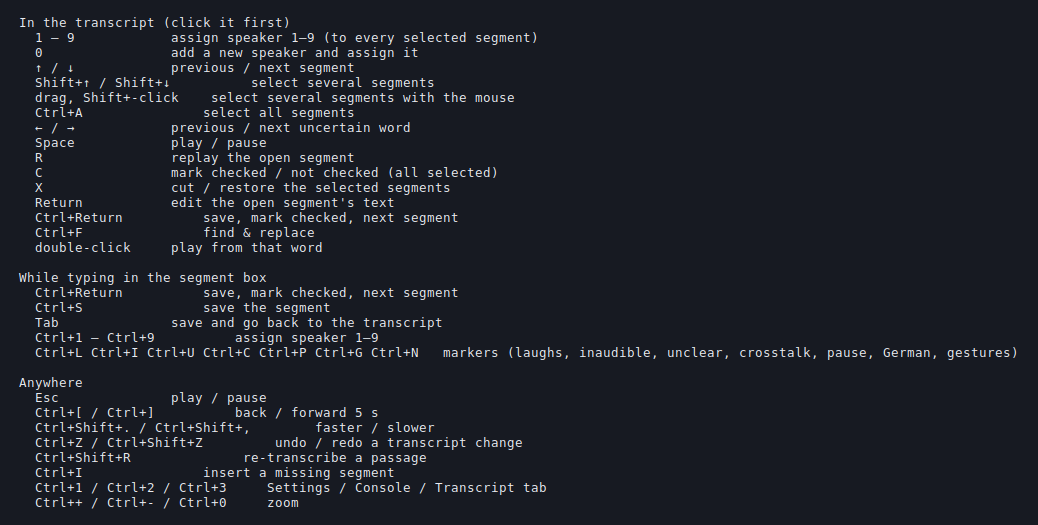 In the transcript (click it first)
  1 – 9            assign speaker 1–9 (to every selected segment)
  0                add a new speaker and assign it
  ↑ / ↓            previous / next segment
  Shift+↑ / Shift+↓          select several segments
  drag, Shift+-click    select several segments with the mouse
  Ctrl+A               select all segments
  ← / →            previous / next uncertain word
  Space            play / pause
  R                replay the open segment
  C                mark checked / not checked (all selected)
  X                cut / restore the selected segments
  Return           edit the open segment's text
  Ctrl+Return          save, mark checked, next segment
  Ctrl+F               find & replace
  double-click     play from that word

While typing in the segment box
  Ctrl+Return          save, mark checked, next segment
  Ctrl+S               save the segment
  Tab              save and go back to the transcript
  Ctrl+1 – Ctrl+9          assign speaker 1–9
  Ctrl+L Ctrl+I Ctrl+U Ctrl+C Ctrl+P Ctrl+G Ctrl+N   markers (laughs, inaudible, unclear, crosstalk, pause, German, gestures)

Anywhere
  Esc              play / pause
  Ctrl+[ / Ctrl+]          back / forward 5 s
  Ctrl+Shift+. / Ctrl+Shift+,        faster / slower
  Ctrl+Z / Ctrl+Shift+Z         undo / redo a transcript change
  Ctrl+Shift+R              re-transcribe a passage
  Ctrl+I               insert a missing segment
  Ctrl+1 / Ctrl+2 / Ctrl+3     Settings / Console / Transcript tab
  Ctrl++ / Ctrl+- / Ctrl+0     zoom